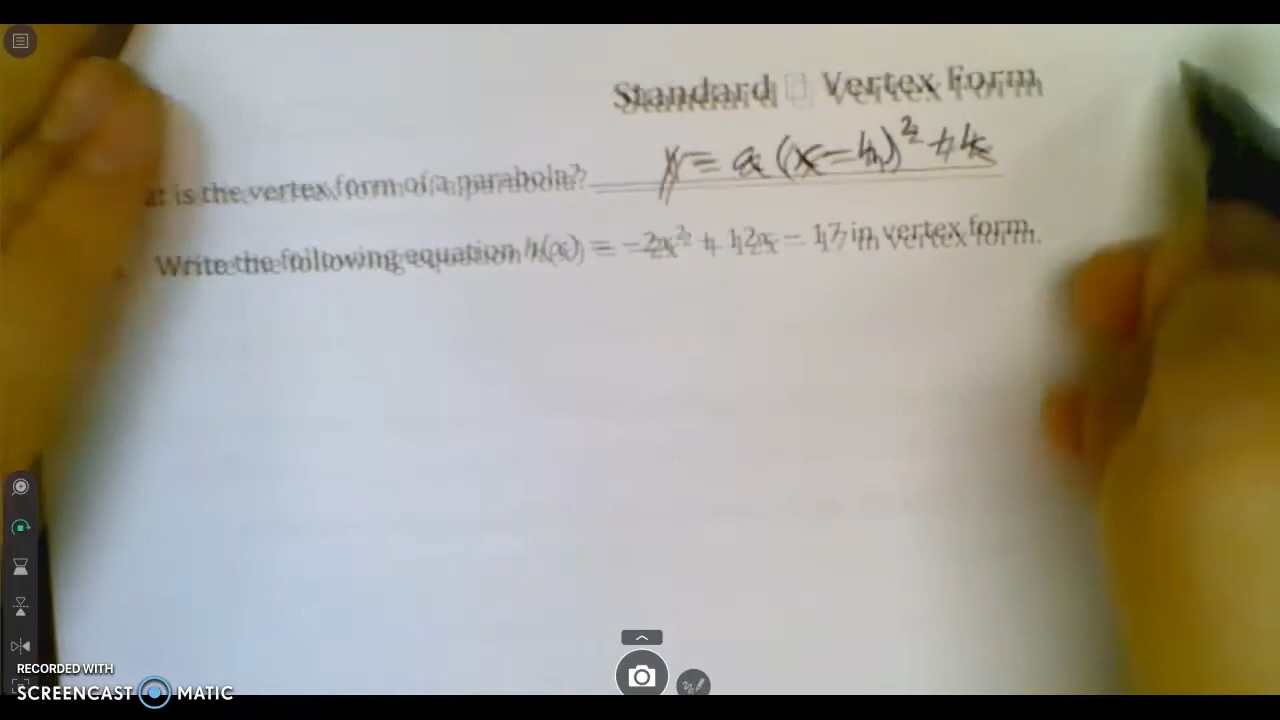 Standard Vertex Form
is the vertex form of a parabola? y = a(x-h)² + k
Write the following equation h(x) = −2x² + 12x − 17 in vertex form.
RECORDED WITH
SCREENCAST MATIC